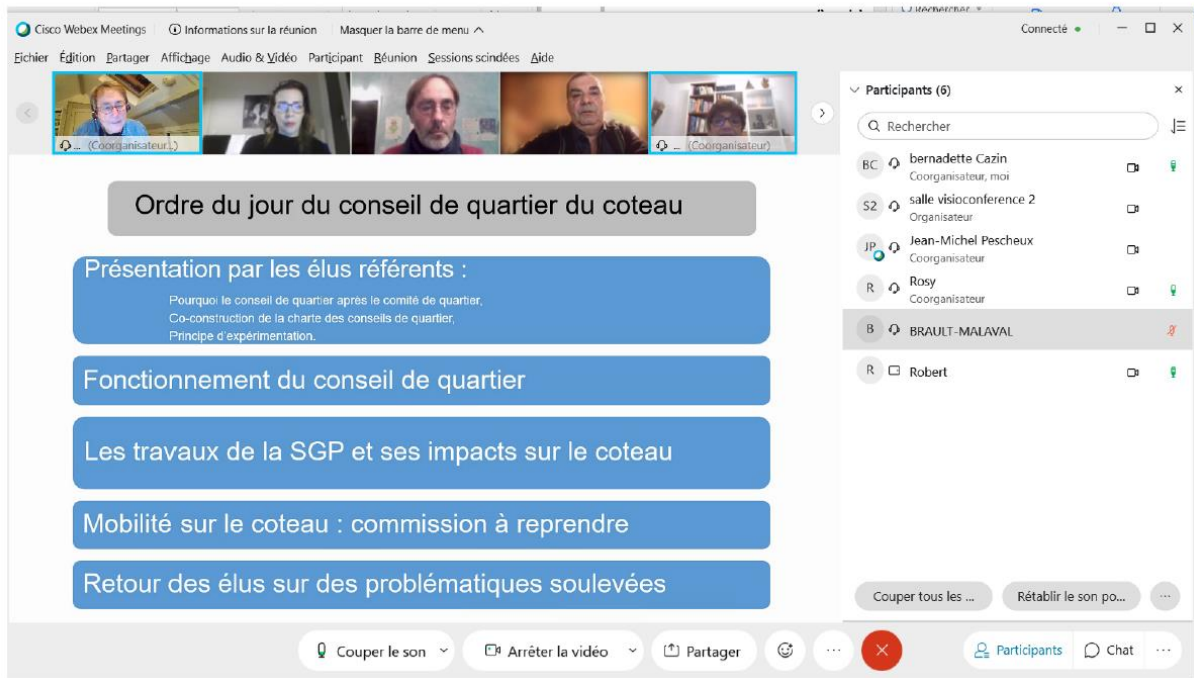 Cisco Webex Meetings Informations sur la réunion Masquer la barre de menu
Connecté
Fichier Édition Partager Affichage Audio & Vidéo Participant Réunion Sessions scindées Aide
... (Coorganisateur...)
... (Coorganisateur)
Ordre du jour du conseil de quartier du coteau
Présentation par les élus référents :
Pourquoi le conseil de quartier après le comité de quartier,
Co-construction de la charte des conseils de quartier,
Principe d'expérimentation.
Fonctionnement du conseil de quartier
Les travaux de la SGP et ses impacts sur le coteau
Mobilité sur le coteau : commission à reprendre
Retour des élus sur des problématiques soulevées
Participants (6)
Rechercher
BC bernadette Cazin
Coorganisateur, moi
S2 salle visioconference 2
Organisateur
JP Jean-Michel Pescheux
Coorganisateur
R Rosy
Coorganisateur
B BRAULT-MALAVAL
R Robert
Couper tous les ... Rétablir le son po... ...
Couper le son Arrêter la vidéo Partager ... Participants Chat ...